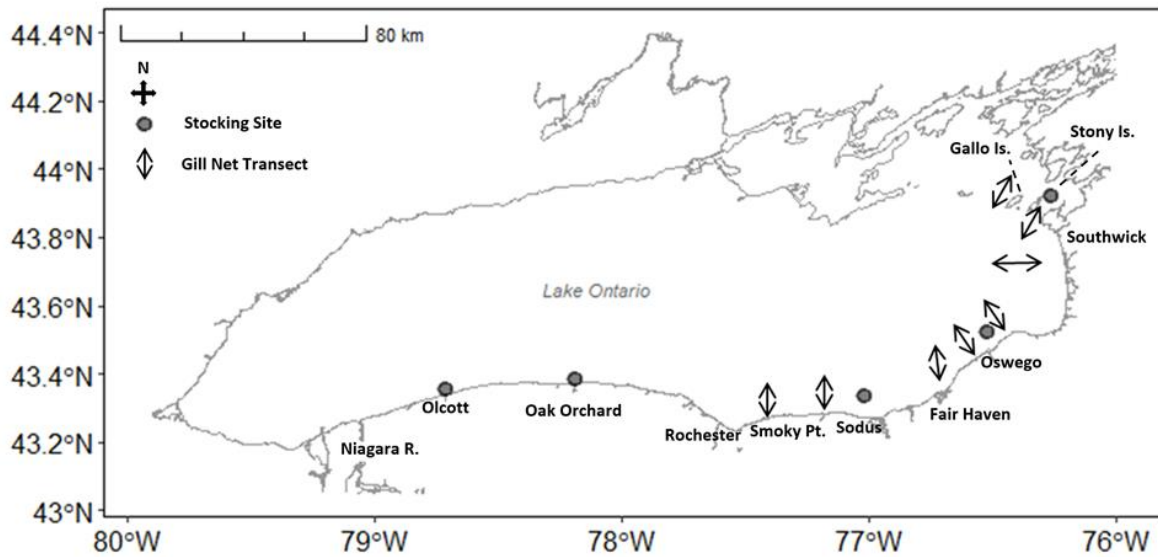 44.4°N
80 km
N
44.2°N
Stocking Site
Stony Is.
Gallo Is.
Gill Net Transect
44°N
43.8°N
Southwick
Lake Ontario
43.6°N
Oswego
43.4°N
Olcott
Oak Orchard
Fair Haven
Rochester
Smoky Pt.
Sodus
43.2°N
Niagara R.
43°N
80°W
79°W
78°W
77°W
76°W